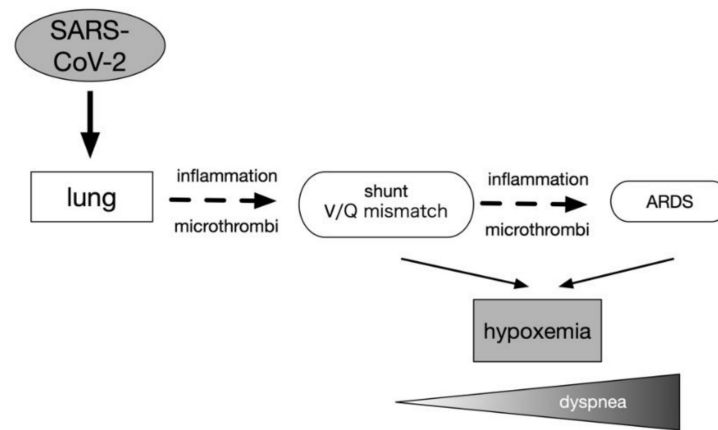 SARS-
CoV-2
lung
inflammation
microthrombi
shunt
V/Q mismatch
inflammation
microthrombi
ARDS
hypoxemia
dyspnea